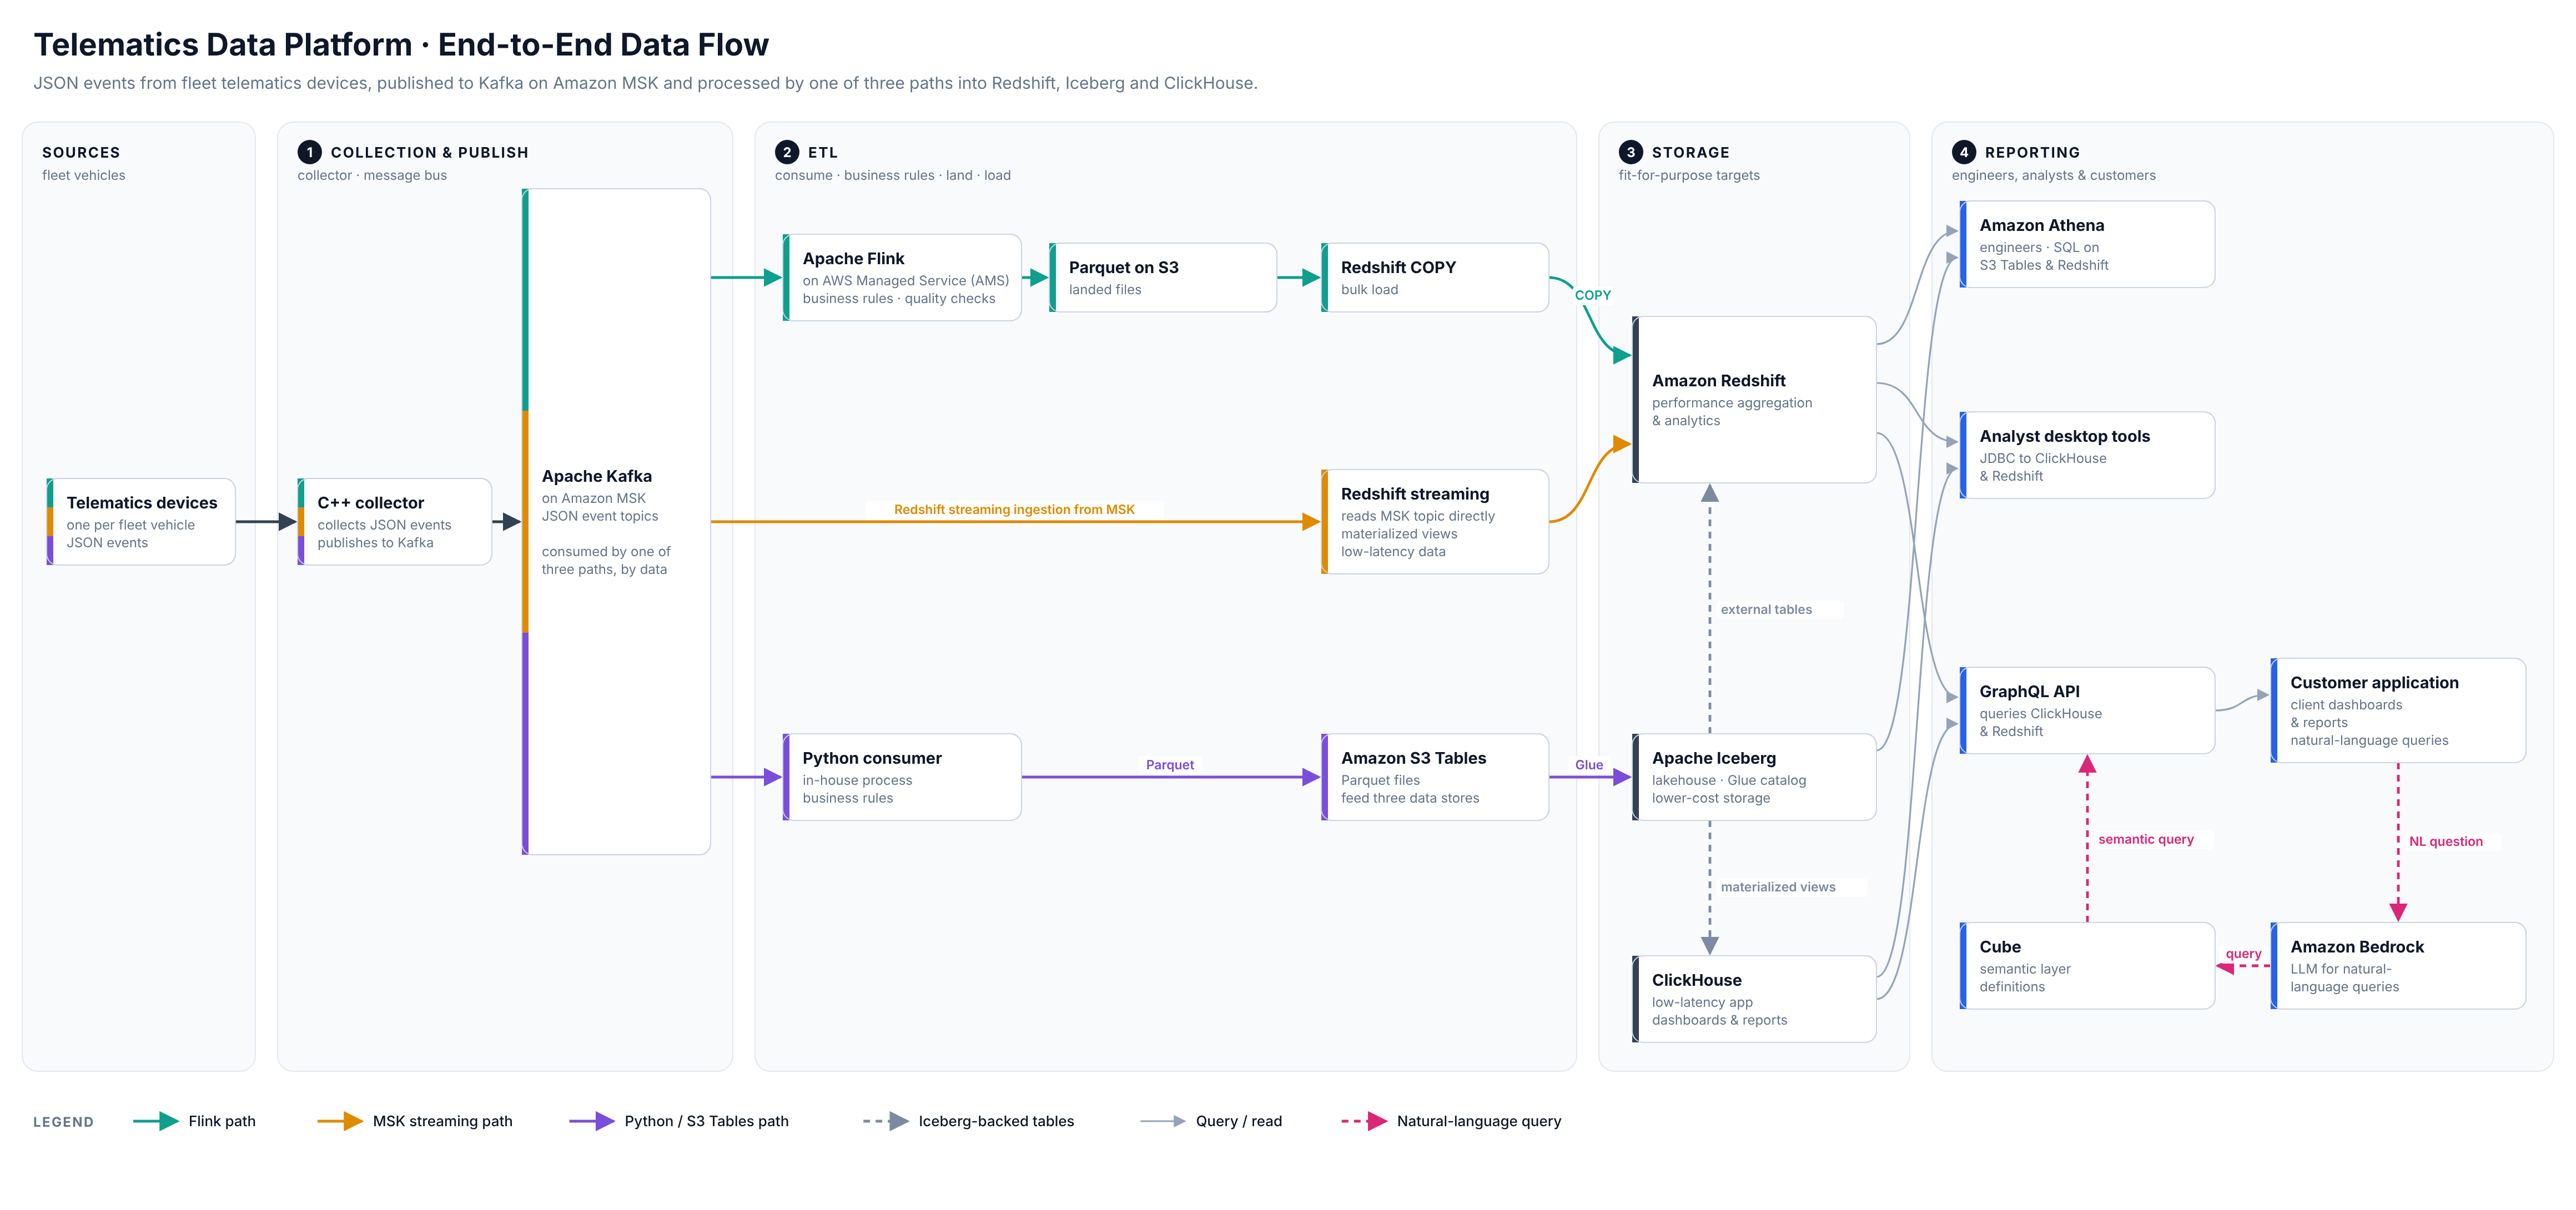 Telematics Data Platform · End-to-End Data Flow
JSON events from fleet telematics devices, published to Kafka on Amazon MSK and processed by one of three paths into Redshift, Iceberg and ClickHouse.
SOURCES
fleet vehicles
Telematics devices
one per fleet vehicle
JSON events
1 COLLECTION & PUBLISH
collector · message bus
C++ collector
collects JSON events
publishes to Kafka
Apache Kafka
on Amazon MSK
JSON event topics
consumed by one of
three paths, by data
2 ETL
consume · business rules · land · load
Apache Flink
on AWS Managed Service (AMS)
business rules · quality checks
Parquet on S3
landed files
Redshift COPY
bulk load
COPY
Redshift streaming ingestion from MSK
Redshift streaming
reads MSK topic directly
materialized views
low-latency data
Python consumer
in-house process
business rules
Parquet
Amazon S3 Tables
Parquet files
feed three data stores
Glue
3 STORAGE
fit-for-purpose targets
Amazon Redshift
performance aggregation
& analytics
external tables
Apache Iceberg
lakehouse · Glue catalog
lower-cost storage
materialized views
ClickHouse
low-latency app
dashboards & reports
4 REPORTING
engineers, analysts & customers
Amazon Athena
engineers · SQL on
S3 Tables & Redshift
Analyst desktop tools
JDBC to ClickHouse
& Redshift
GraphQL API
queries ClickHouse
& Redshift
Customer application
client dashboards
& reports
natural-language queries
semantic query
NL question
Cube
semantic layer
definitions
query
Amazon Bedrock
LLM for natural-
language queries
LEGEND
Flink path
MSK streaming path
Python / S3 Tables path
Iceberg-backed tables
Query / read
Natural-language query